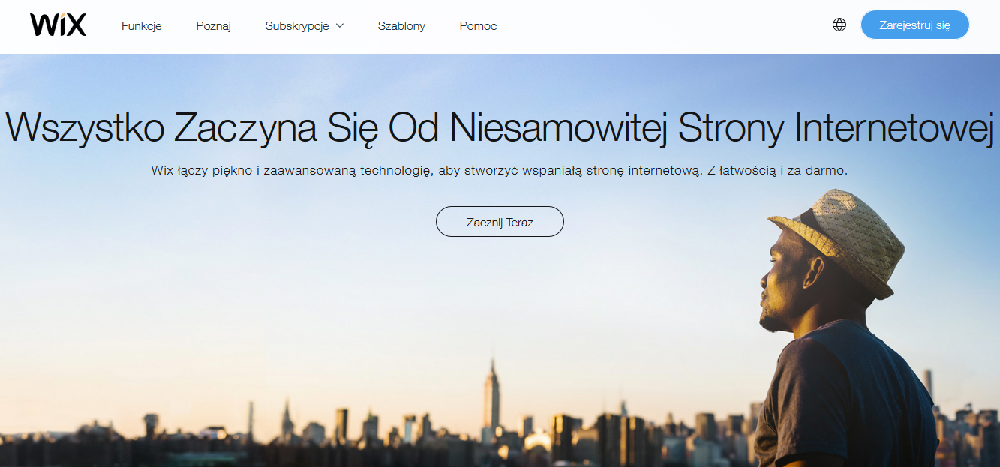 WiX
Funkcje
Poznaj
Subskrypcje
Szablony
Pomoc
Zarejestruj się
Wszystko Zaczyna Się Od Niesamowitej Strony Internetowej
Wix łączy piękno i zaawansowaną technologię, aby stworzyć wspaniałą stronę internetową. Z łatwością i za darmo.
Zacznij Teraz